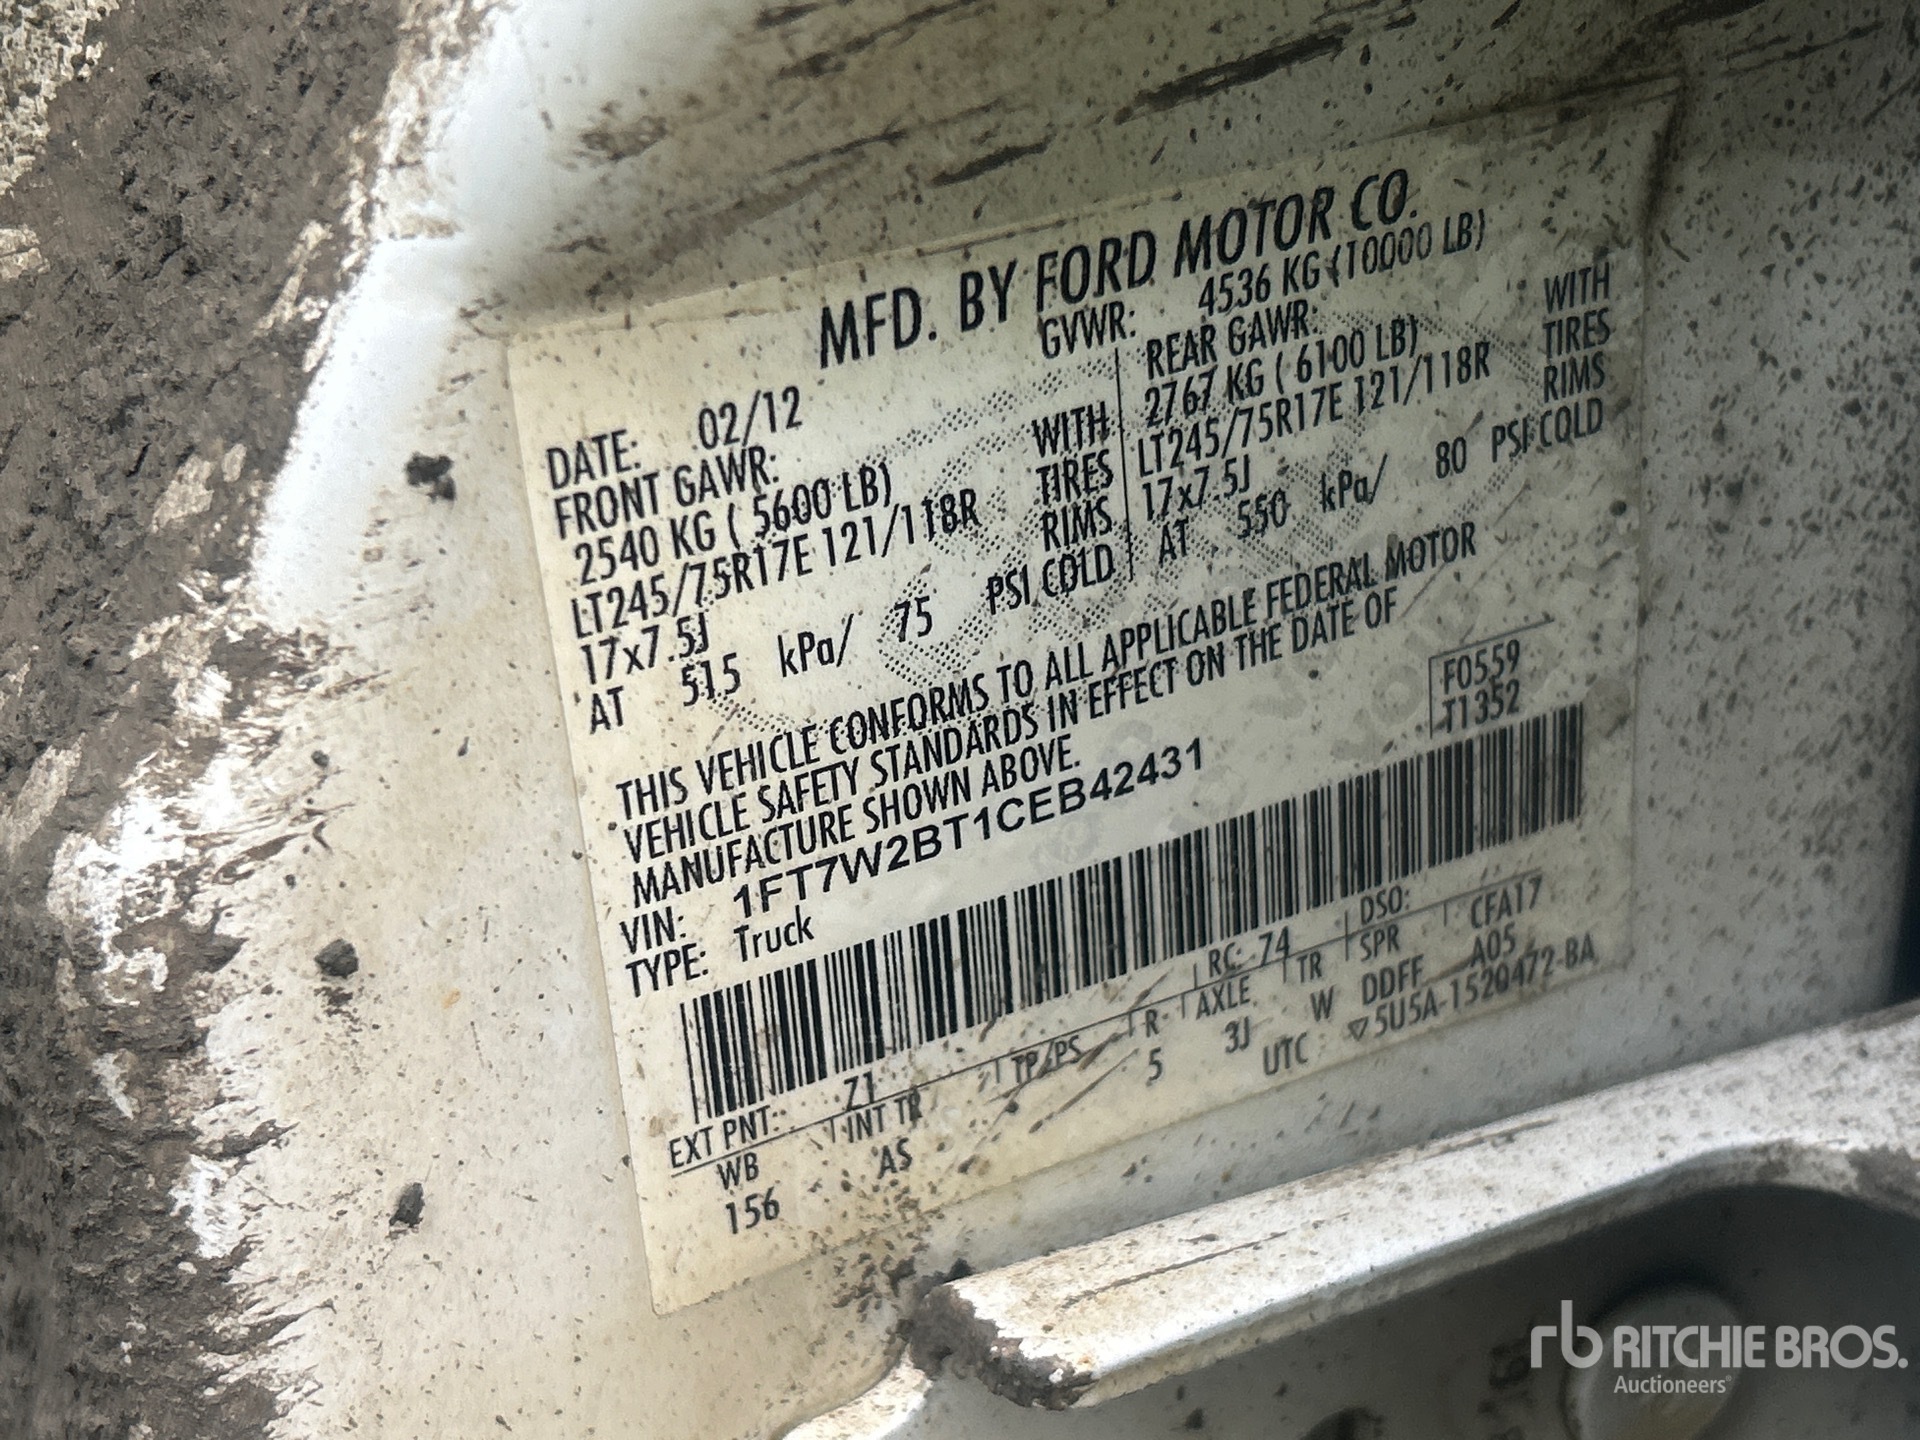 MFD. BY FORD MOTOR CO.
DATE: 02/12 GVWR: 4536 KG (10000 LB)
FRONT GAWR: REAR GAWR:
2540 KG ( 5600 LB) WITH 2767 KG ( 6100 LB) WITH
LT245/75R17E 121/118R TIRES LT245/75R17E 121/118R TIRES
17x7.5J RIMS 17x7.5J RIMS
AT 515 kPa/ 75 PSI COLD AT 550 kPa/ 80 PSI COLD
THIS VEHICLE CONFORMS TO ALL APPLICABLE FEDERAL MOTOR
VEHICLE SAFETY STANDARDS IN EFFECT ON THE DATE OF
MANUFACTURE SHOWN ABOVE.
VIN: 1FT7W2BT1CEB42431
TYPE: Truck
F0559
T1352
EXT PNT: Z1 RC: 74 DSO:
WB INT TR TP/PS R AXLE TR SPR CFA17
156 AS 5 3J W DDFF A05
UTC ▽5U5A-1520472-BA
rb RITCHIE BROS.
Auctioneers